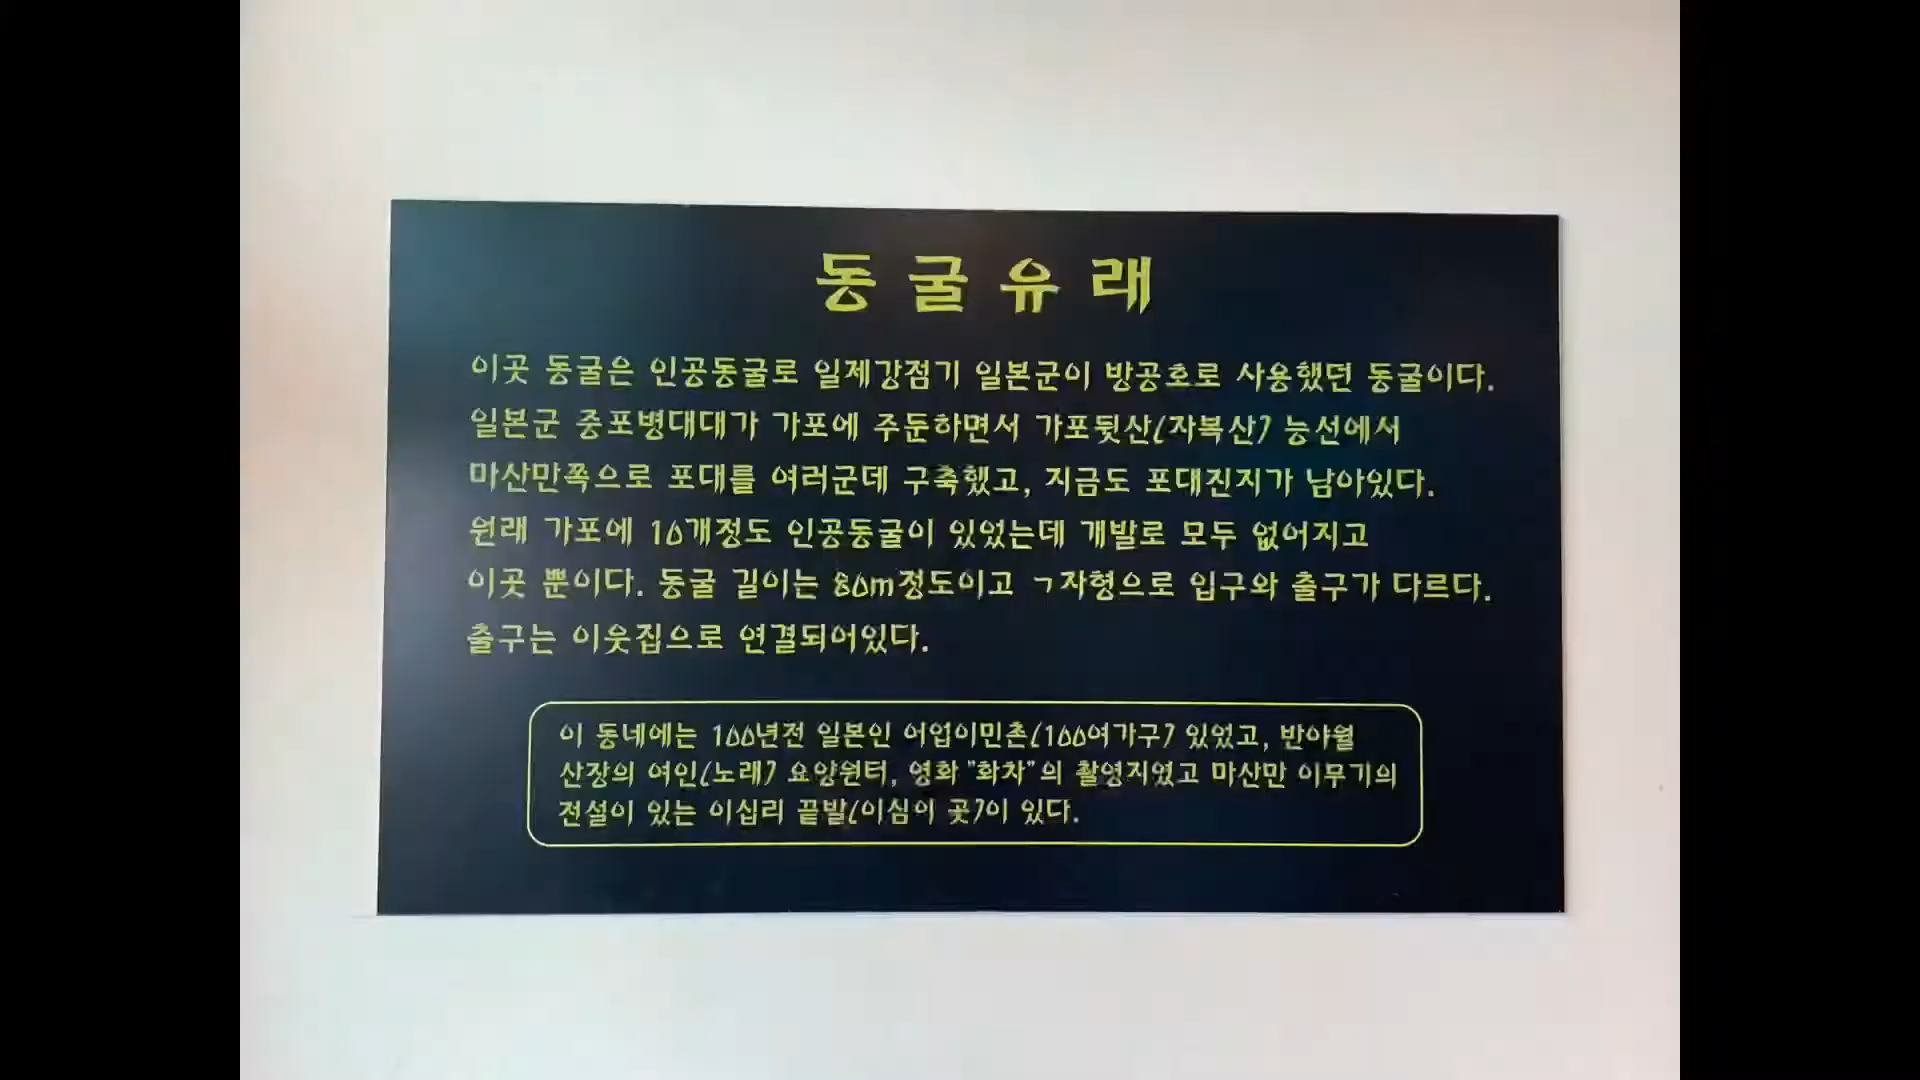 동굴유래
이곳 동굴은 인공동굴로 일제강점기 일본군이 방공호로 사용했던 동굴이다.
일본군 중포병대대가 가포에 주둔하면서 가포뒷산(자복산) 능선에서
마산만쪽으로 포대를 여러군데 구축했고, 지금도 포대진지가 남아있다.
원래 가포에 10개정도 인공동굴이 있었는데 개발로 모두 없어지고
이곳 뿐이다. 동굴 길이는 80m정도이고 ㄱ자형으로 입구와 출구가 다르다.
출구는 이웃집으로 연결되어있다.
이 동네에는 100년전 일본인 어업이민촌(100여가구) 있었고, 반야월
산장의 여인(노래) 요양원터, 영화 "화차"의 촬영지였고 마산만 이무기의
전설이 있는 이십리 끝발(이심이 곶)이 있다.